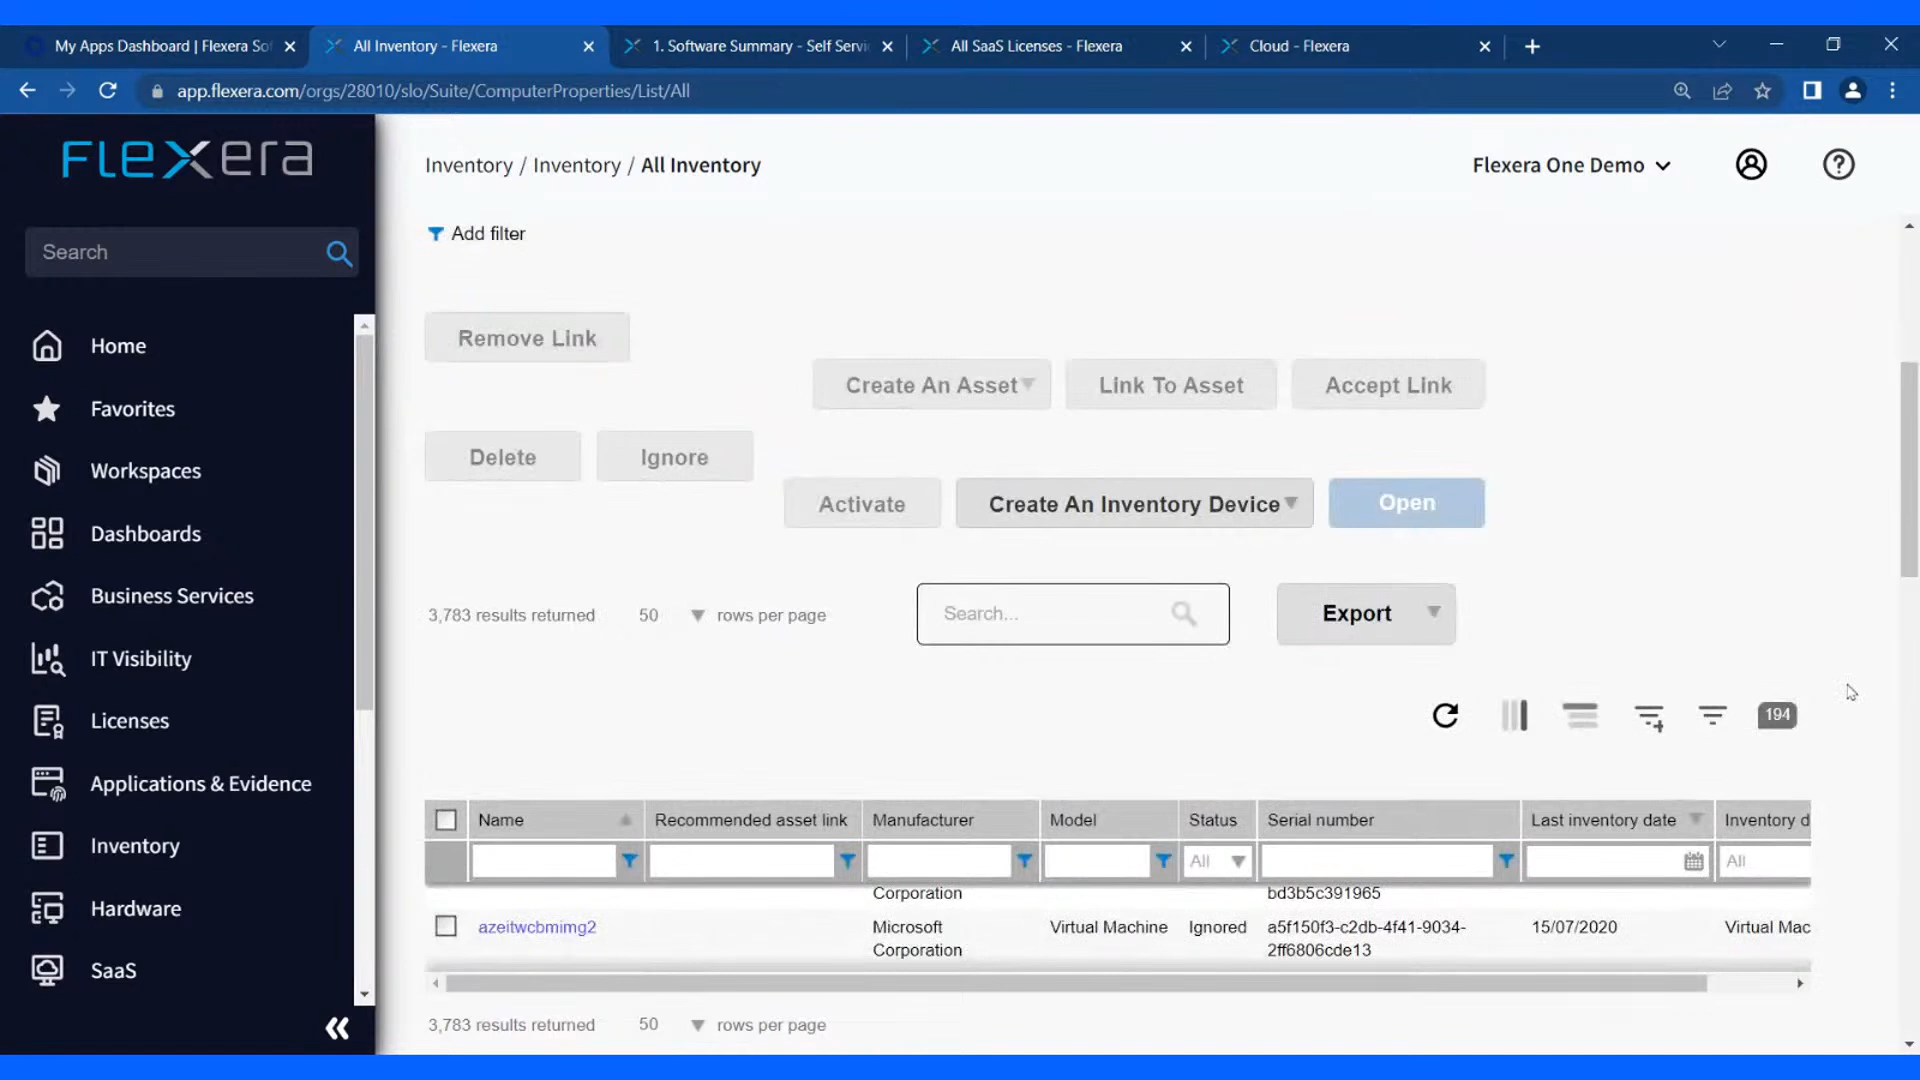 My Apps Dashboard | Flexera Sof
All Inventory - Flexera
1. Software Summary - Self Servic
All SaaS Licenses - Flexera
Cloud - Flexera
app.flexera.com/orgs/28010/slo/Suite/ComputerProperties/List/All
FLEXera
Search
Home
Favorites
Workspaces
Dashboards
Business Services
IT Visibility
Licenses
Applications & Evidence
Inventory
Hardware
SaaS
Inventory / Inventory / All Inventory
Flexera One Demo
Add filter
Remove Link
Create An Asset
Link To Asset
Accept Link
Delete
Ignore
Activate
Create An Inventory Device
Open
3,783 results returned 50 rows per page
Search...
Export
194
Name Recommended asset link Manufacturer Model Status Serial number Last inventory date Inventory d
All All
Corporation bd3b5c391965
azeitwcbmimg2 Microsoft Virtual Machine Ignored a5f150f3-c2db-4f41-9034- 15/07/2020 Virtual Mac
Corporation 2ff6806cde13
3,783 results returned 50 rows per page